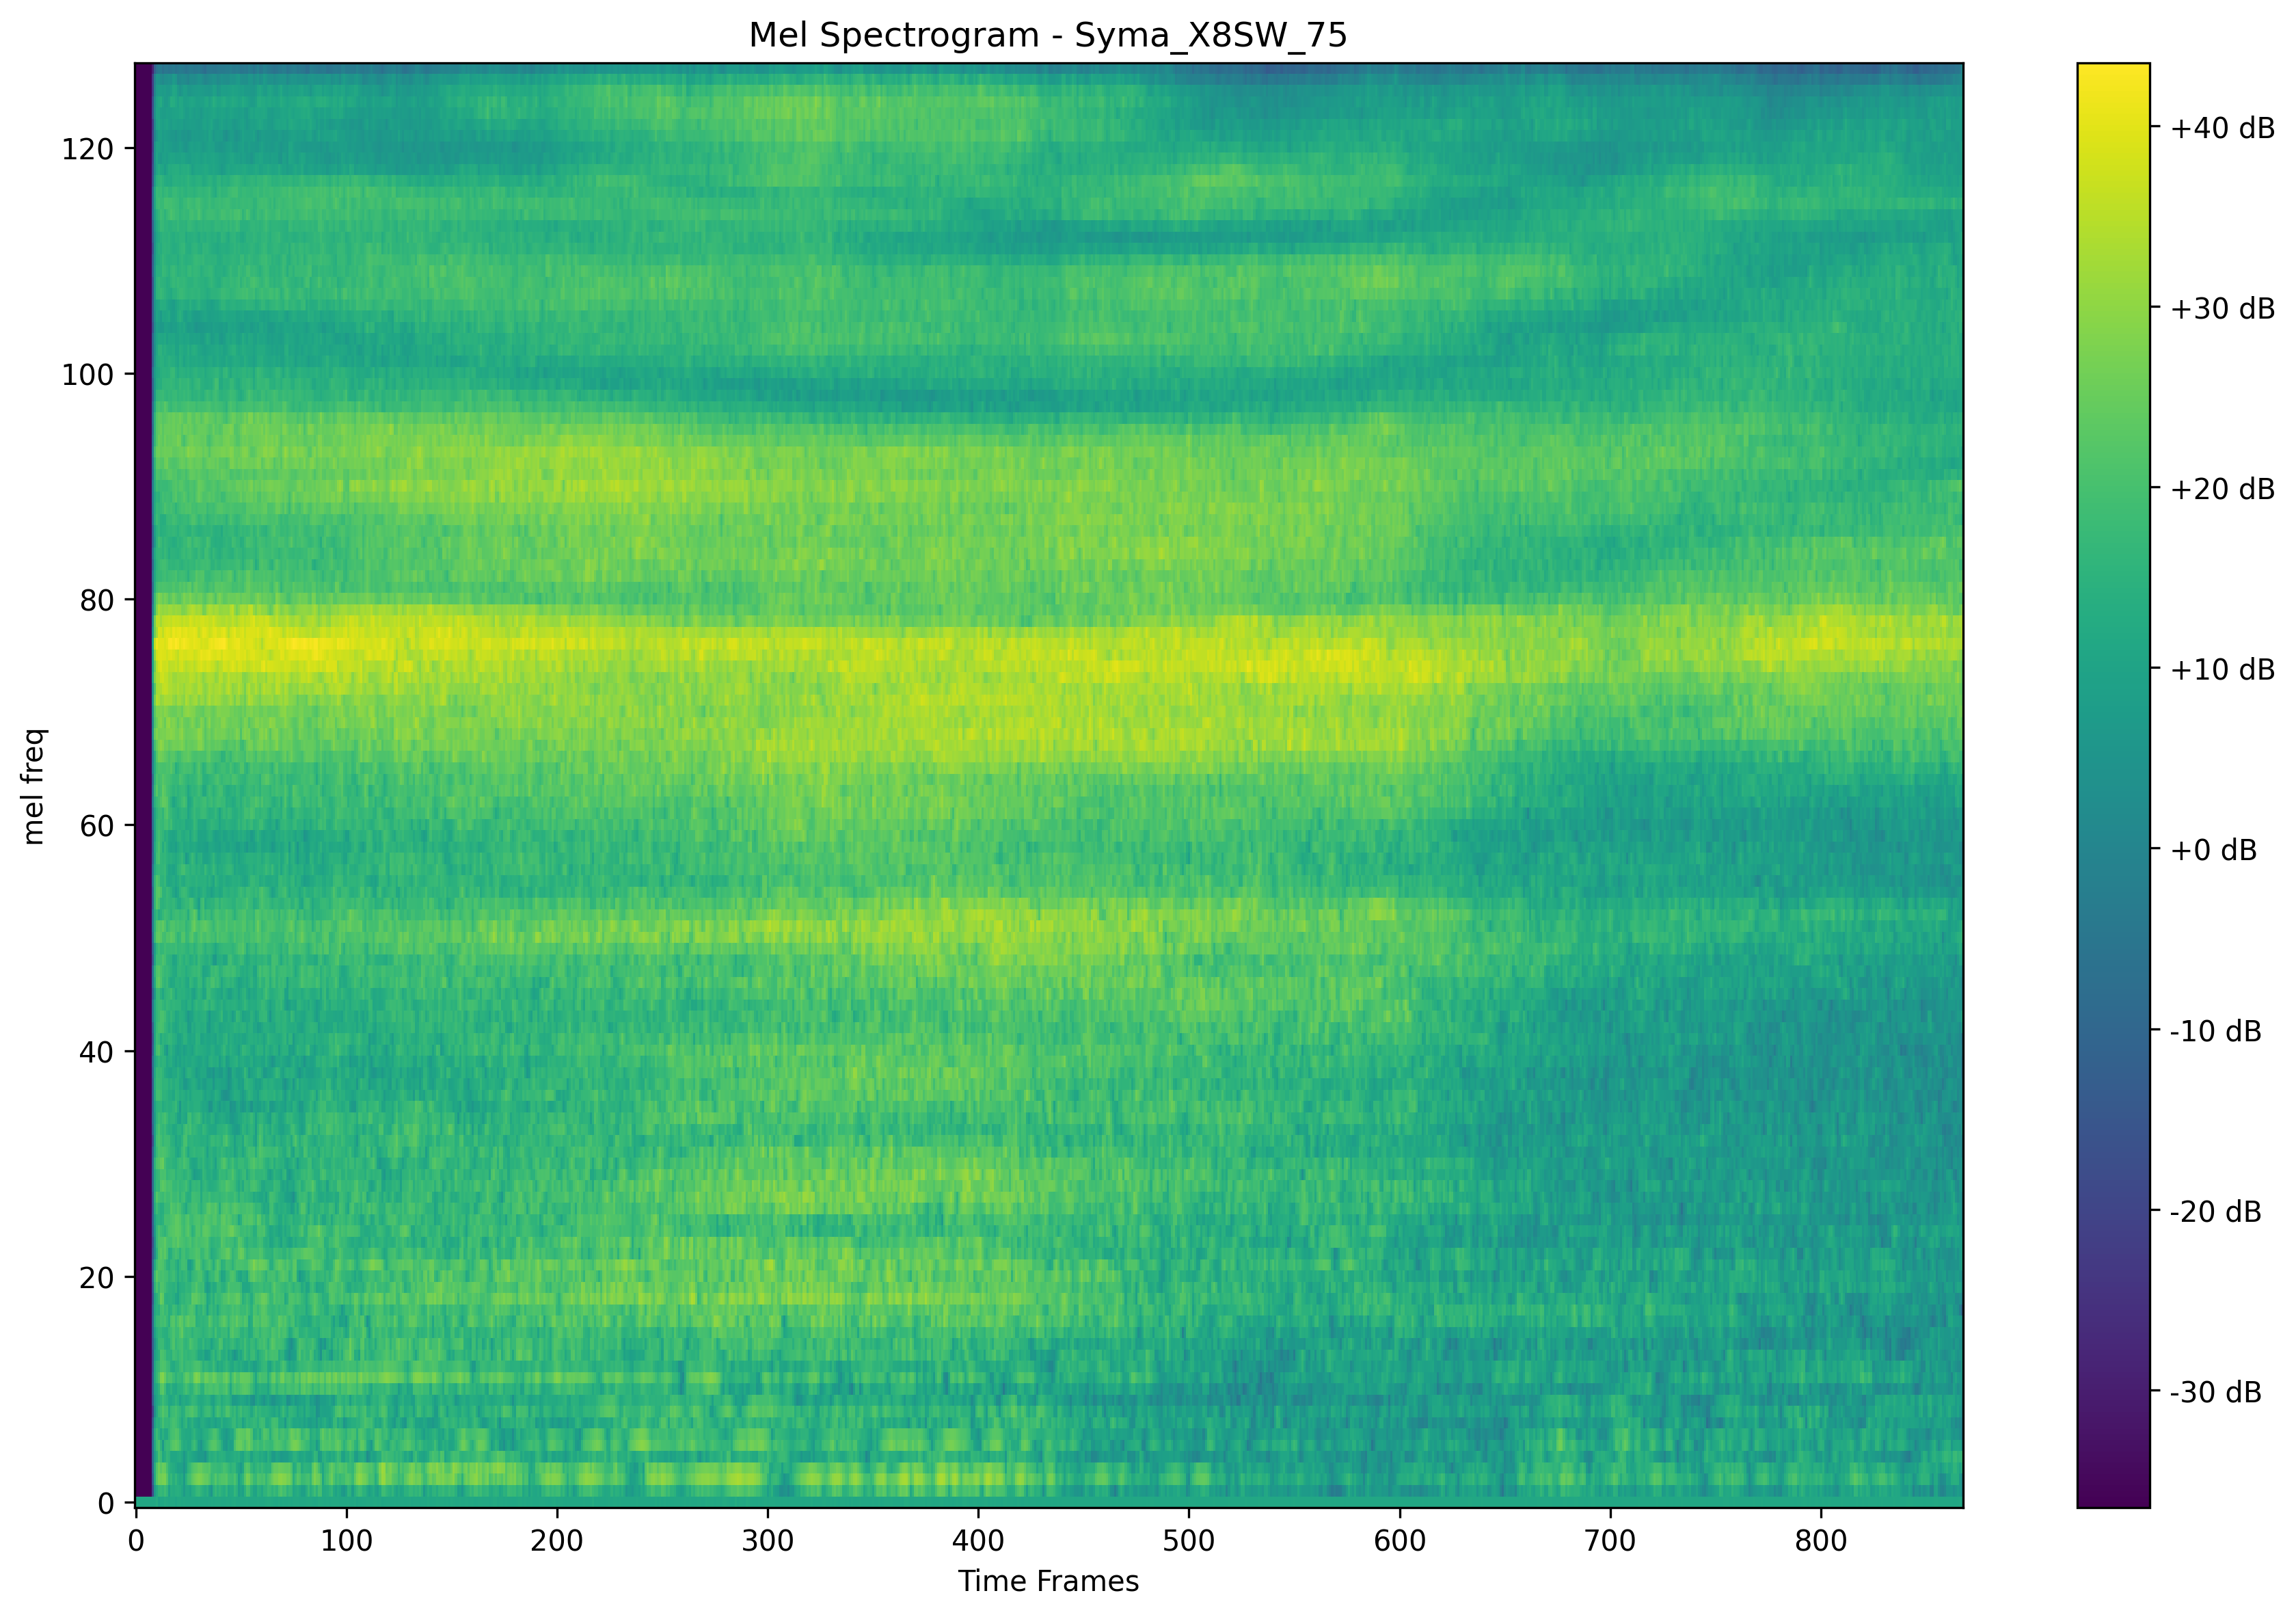 Mel Spectrogram - Syma_X8SW_75
mel freq
120
100
80
60
40
20
0
0 100 200 300 400 500 600 700 800
Time Frames
+40 dB
+30 dB
+20 dB
+10 dB
+0 dB
-10 dB
-20 dB
-30 dB